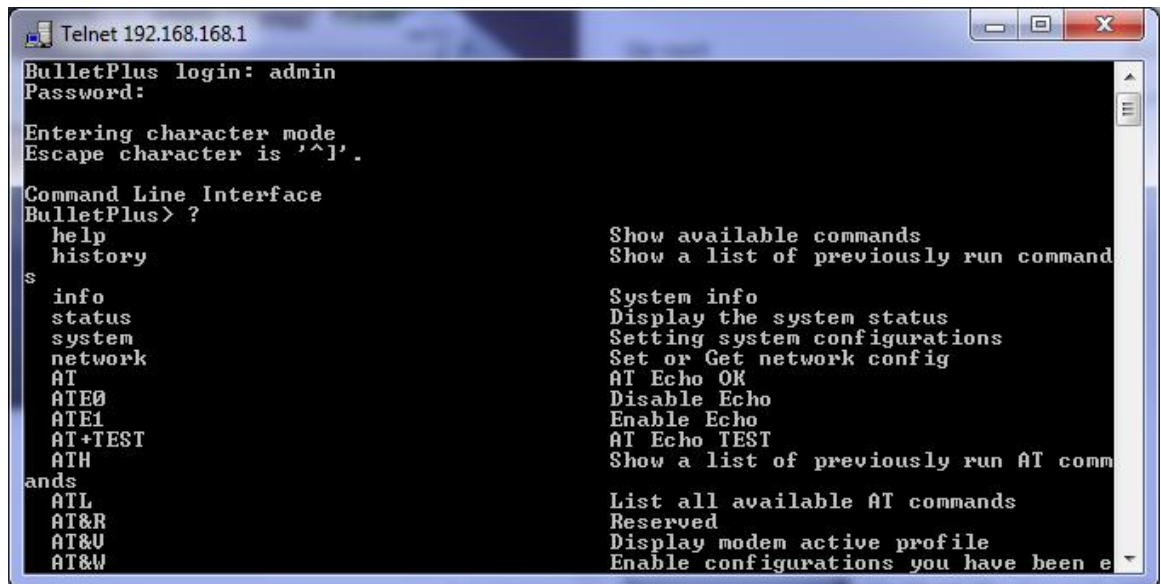 Telnet 192.168.168.1
BulletPlus login: admin
Password:
Entering character mode
Escape character is '^]'.
Command Line Interface
BulletPlus> ?
help Show available commands
history Show a list of previously run command
s
info System info
status Display the system status
system Setting system configurations
network Set or Get network config
AT AT Echo OK
ATE0 Disable Echo
ATE1 Enable Echo
AT+TEST AT Echo TEST
ATH Show a list of previously run AT comm
ands
ATL List all available AT commands
AT&R Reserved
AT&V Display modem active profile
AT&W Enable configurations you have been e